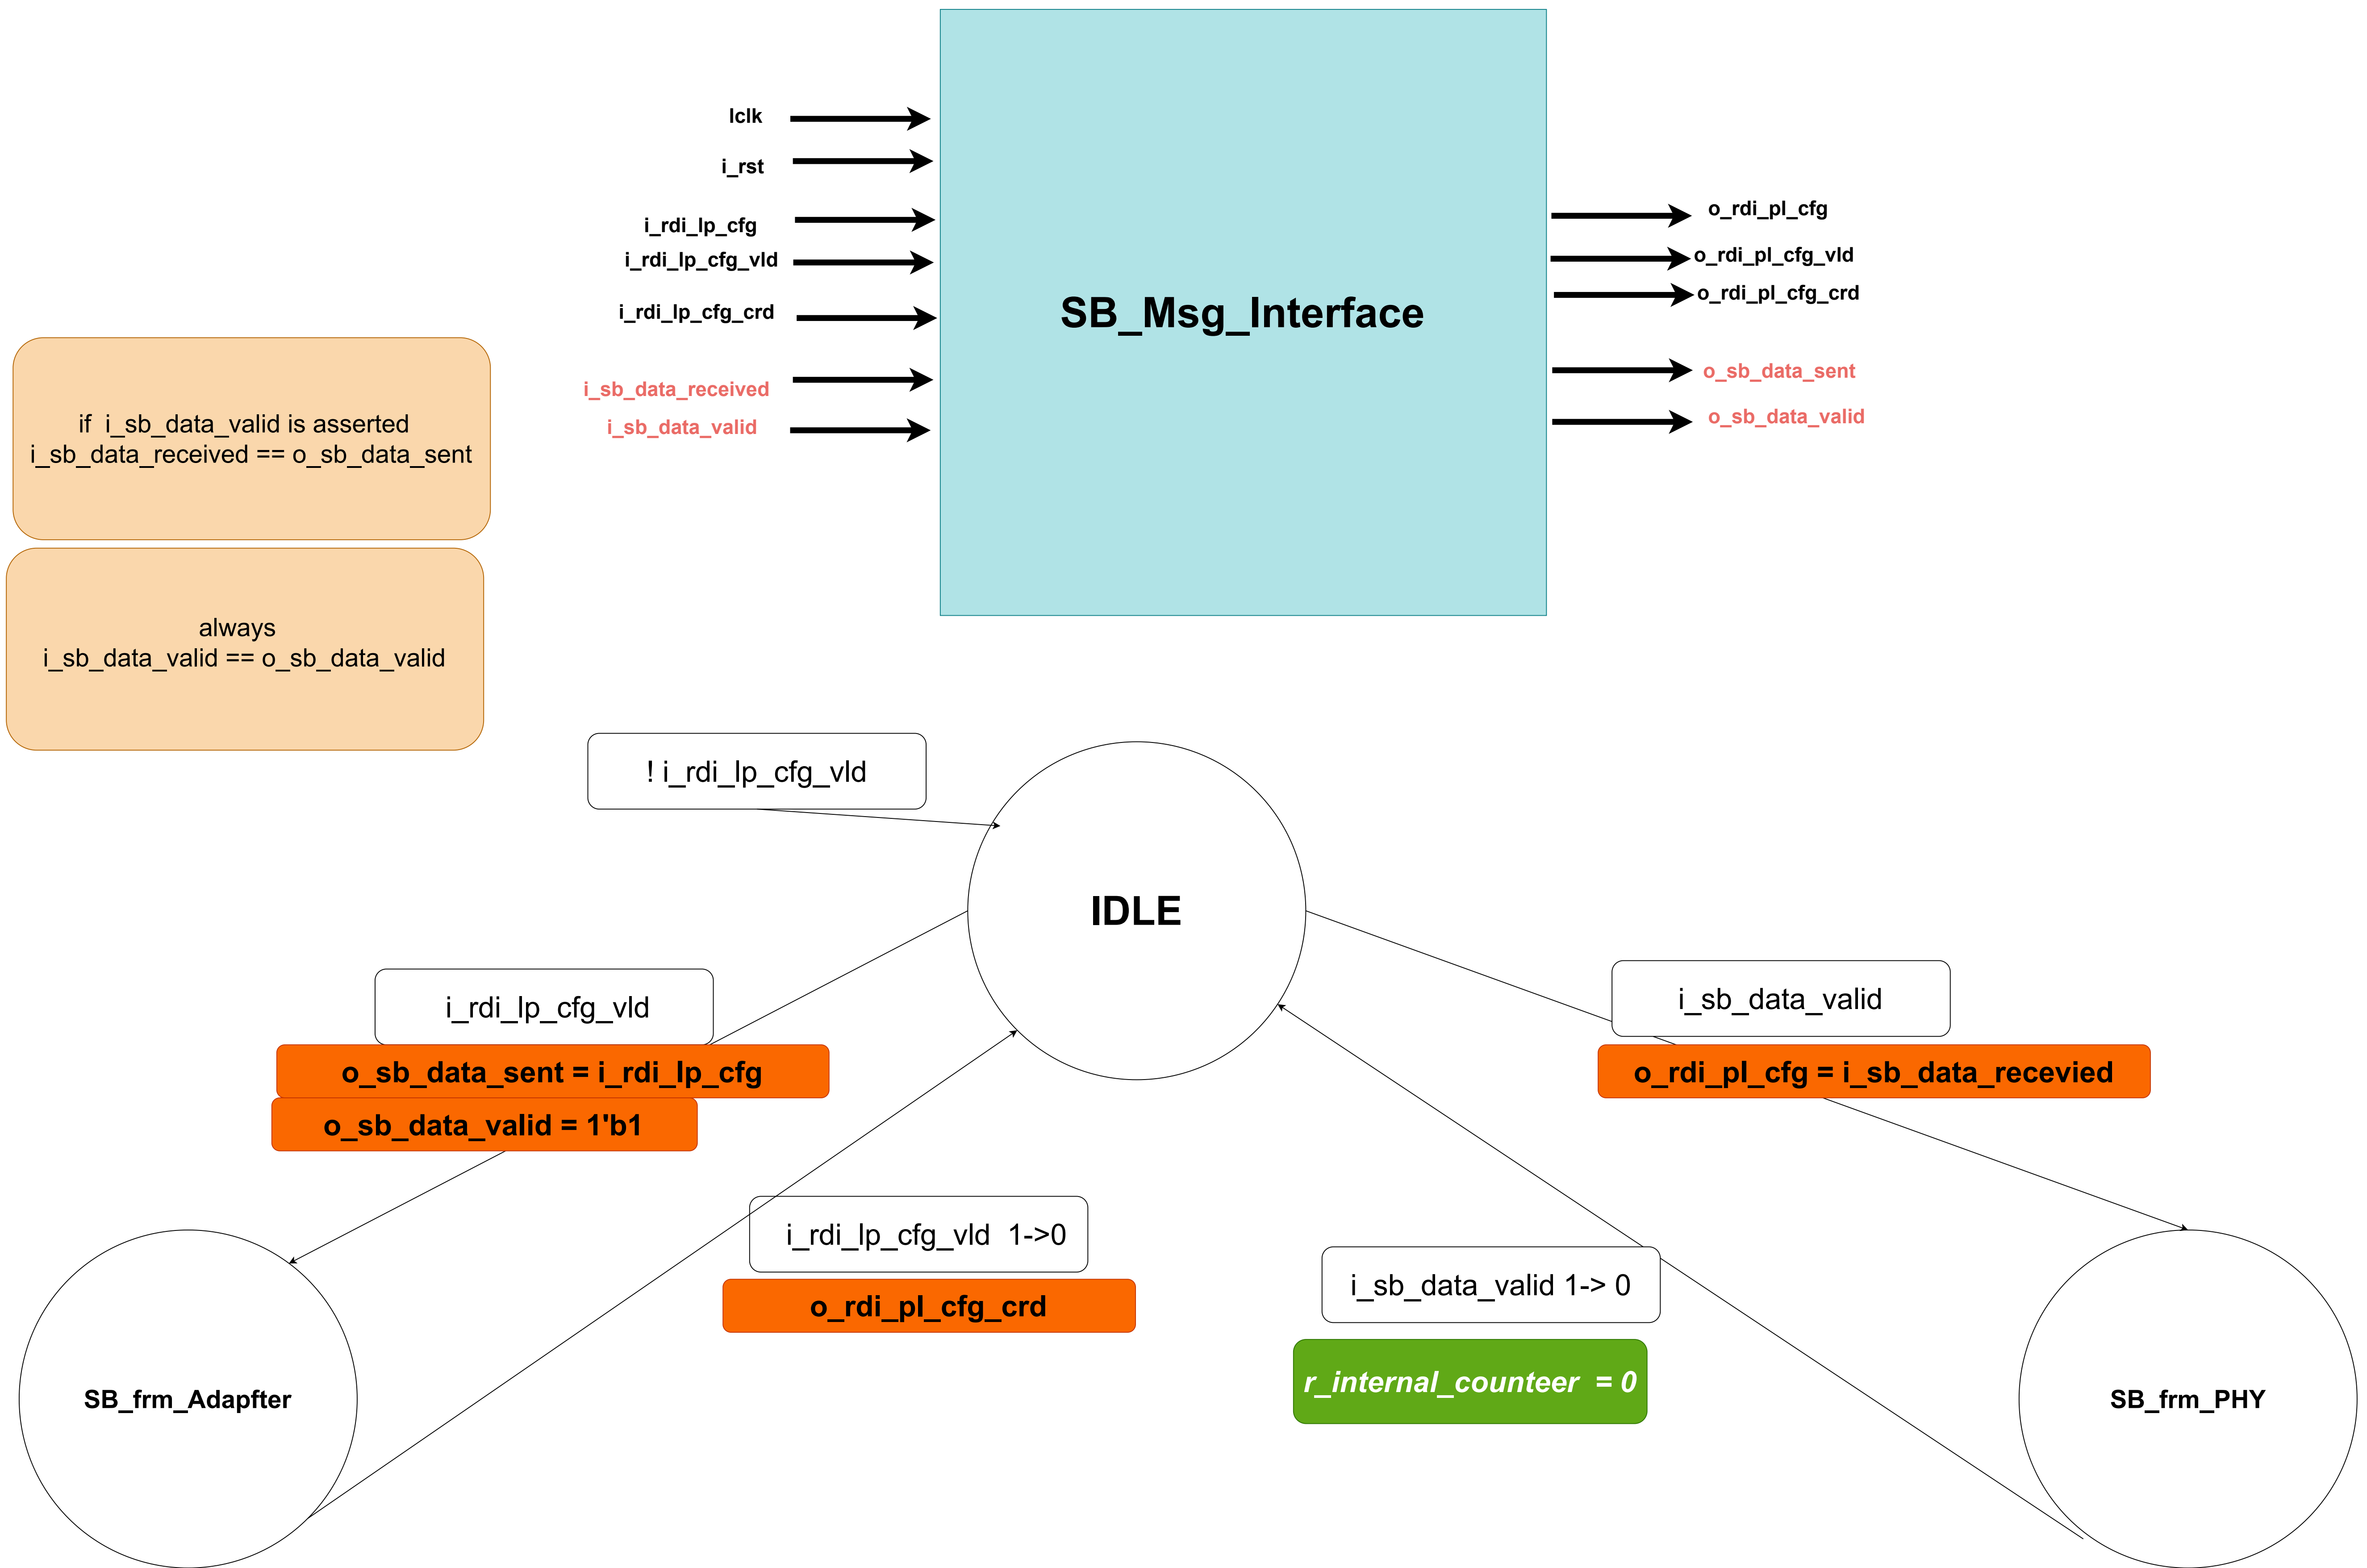 lclk
i_rst
i_rdi_lp_cfg
i_rdi_lp_cfg_vld
i_rdi_lp_cfg_crd
i_sb_data_received
i_sb_data_valid
SB_Msg_Interface
o_rdi_pl_cfg
o_rdi_pl_cfg_vld
o_rdi_pl_cfg_crd
o_sb_data_sent
o_sb_data_valid
if i_sb_data_valid is asserted
i_sb_data_received == o_sb_data_sent
always
i_sb_data_valid == o_sb_data_valid
! i_rdi_lp_cfg_vld
IDLE
i_rdi_lp_cfg_vld
o_sb_data_sent = i_rdi_lp_cfg
o_sb_data_valid = 1'b1
i_sb_data_valid
o_rdi_pl_cfg = i_sb_data_recevied
i_rdi_lp_cfg_vld 1->0
o_rdi_pl_cfg_crd
i_sb_data_valid 1-> 0
r_internal_counteer = 0
SB_frm_Adapfter
SB_frm_PHY